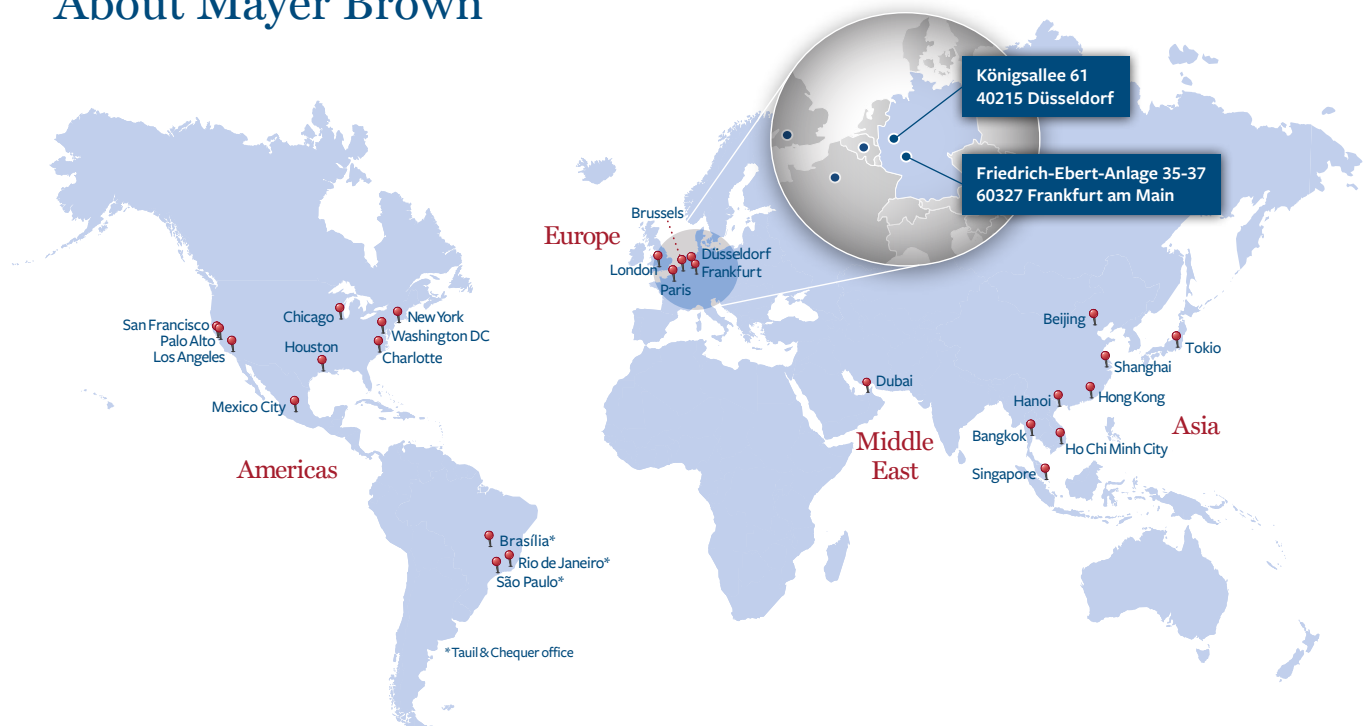 About Mayer Brown
Königsallee 61
40215 Düsseldorf
Friedrich-Ebert-Anlage 35-37
60327 Frankfurt am Main
Europe
Brussels
London
Paris
Düsseldorf
Frankfurt
San Francisco
Palo Alto
Los Angeles
Chicago
Houston
New York
Washington DC
Charlotte
Mexico City
Americas
Brasília*
Rio de Janeiro*
São Paulo*
*Tauil & Chequer office
Dubai
Middle
East
Beijing
Tokio
Shanghai
Hong Kong
Hanoi
Bangkok
Ho Chi Minh City
Singapore
Asia